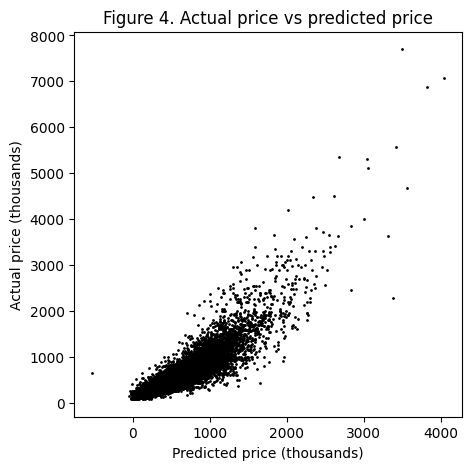 Figure 4. Actual price vs predicted price
8000
7000
6000
5000
4000
3000
2000
1000
0
Actual price (thousands)
0 1000 2000 3000 4000
Predicted price (thousands)